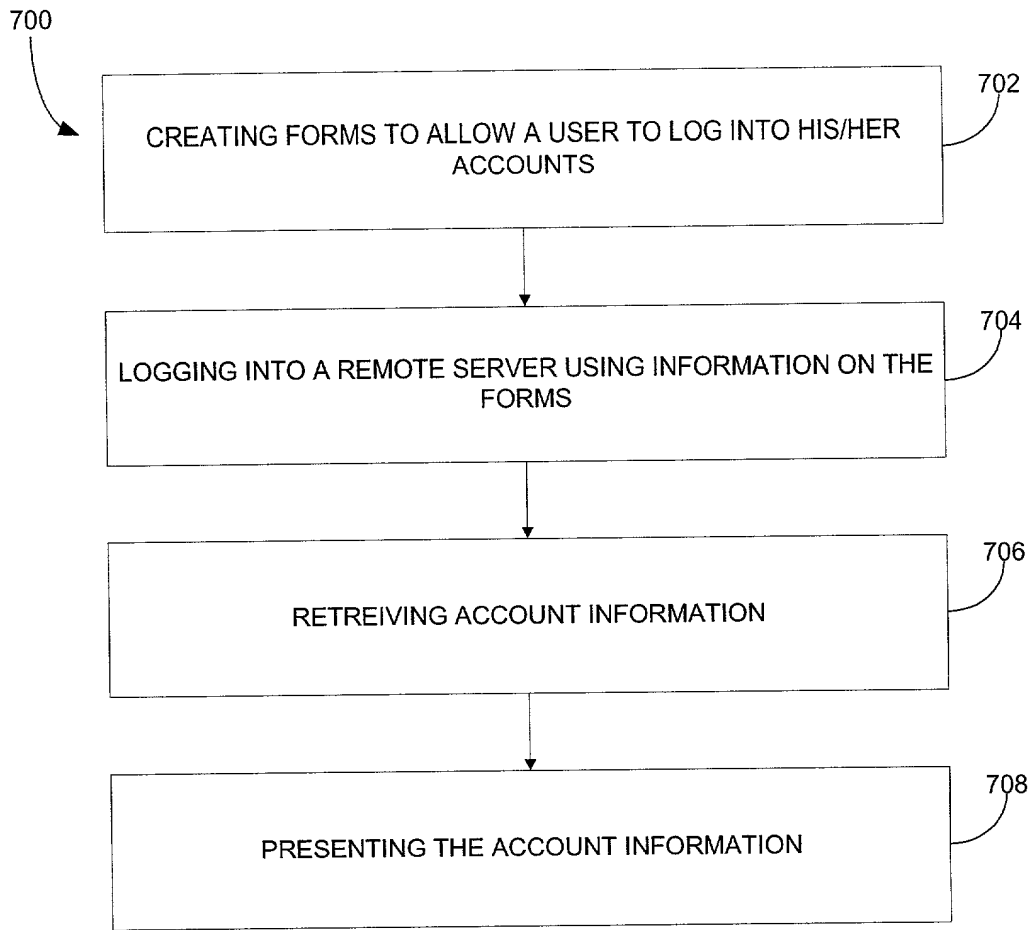 700
702
CREATING FORMS TO ALLOW A USER TO LOG INTO HIS/HER
ACCOUNTS
704
LOGGING INTO A REMOTE SERVER USING INFORMATION ON THE
FORMS
706
RETREIVING ACCOUNT INFORMATION
708
PRESENTING THE ACCOUNT INFORMATION